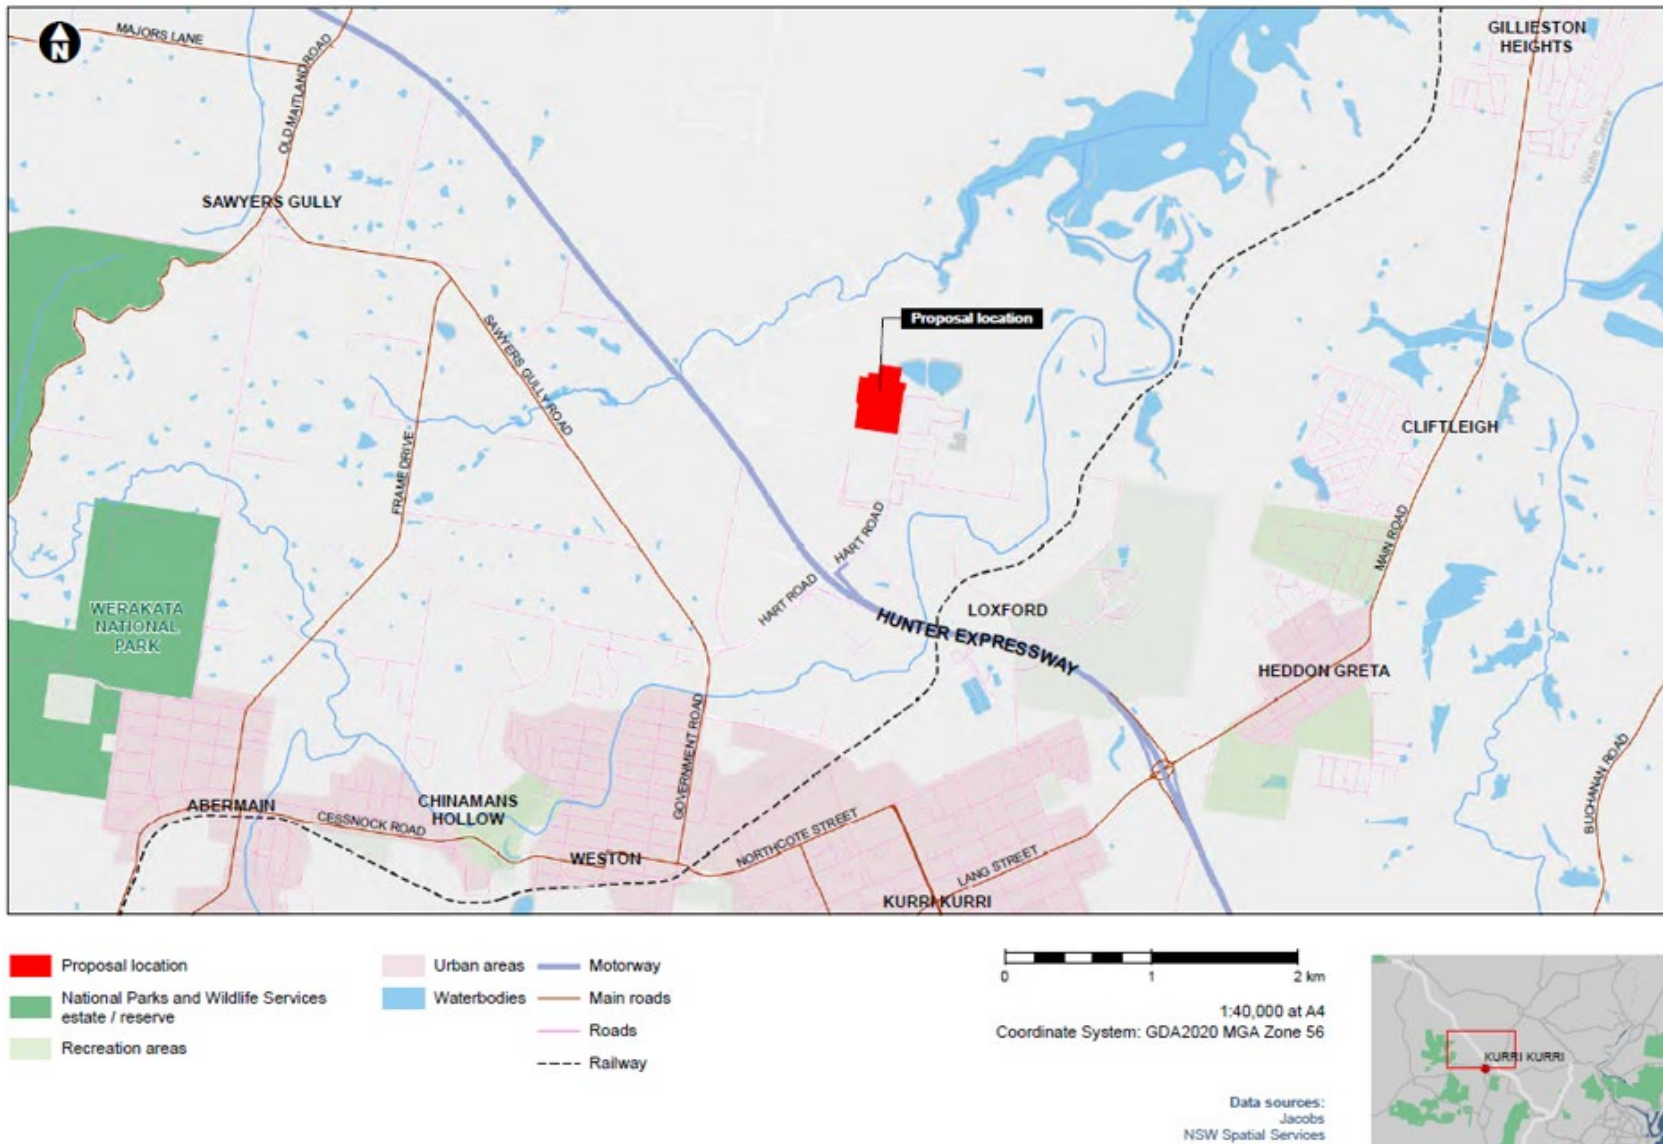 N
MAJORS LANE
OLD MAITLAND ROAD
GILLIESTON
HEIGHTS
Wallis Creek
SAWYERS GULLY
Proposal location
SAWYERS GULLY ROAD
FRAME DRIVE
CLIFTLEIGH
MAIN ROAD
HART ROAD
HART ROAD
WERAKATA
NATIONAL
PARK
LOXFORD
HUNTER EXPRESSWAY
HEDDON GRETA
GOVERNMENT ROAD
BUCHANAN ROAD
ABERMAIN
CHINAMANS
HOLLOW
CESSNOCK ROAD
WESTON
NORTHCOTE STREET
LANG STREET
KURRI KURRI
Proposal location
National Parks and Wildlife Services
estate / reserve
Recreation areas
Urban areas
Waterbodies
Motorway
Main roads
Roads
Railway
0 1 2 km
1:40,000 at A4
Coordinate System: GDA2020 MGA Zone 56
Data sources:
Jacobs
NSW Spatial Services
KURRI KURRI